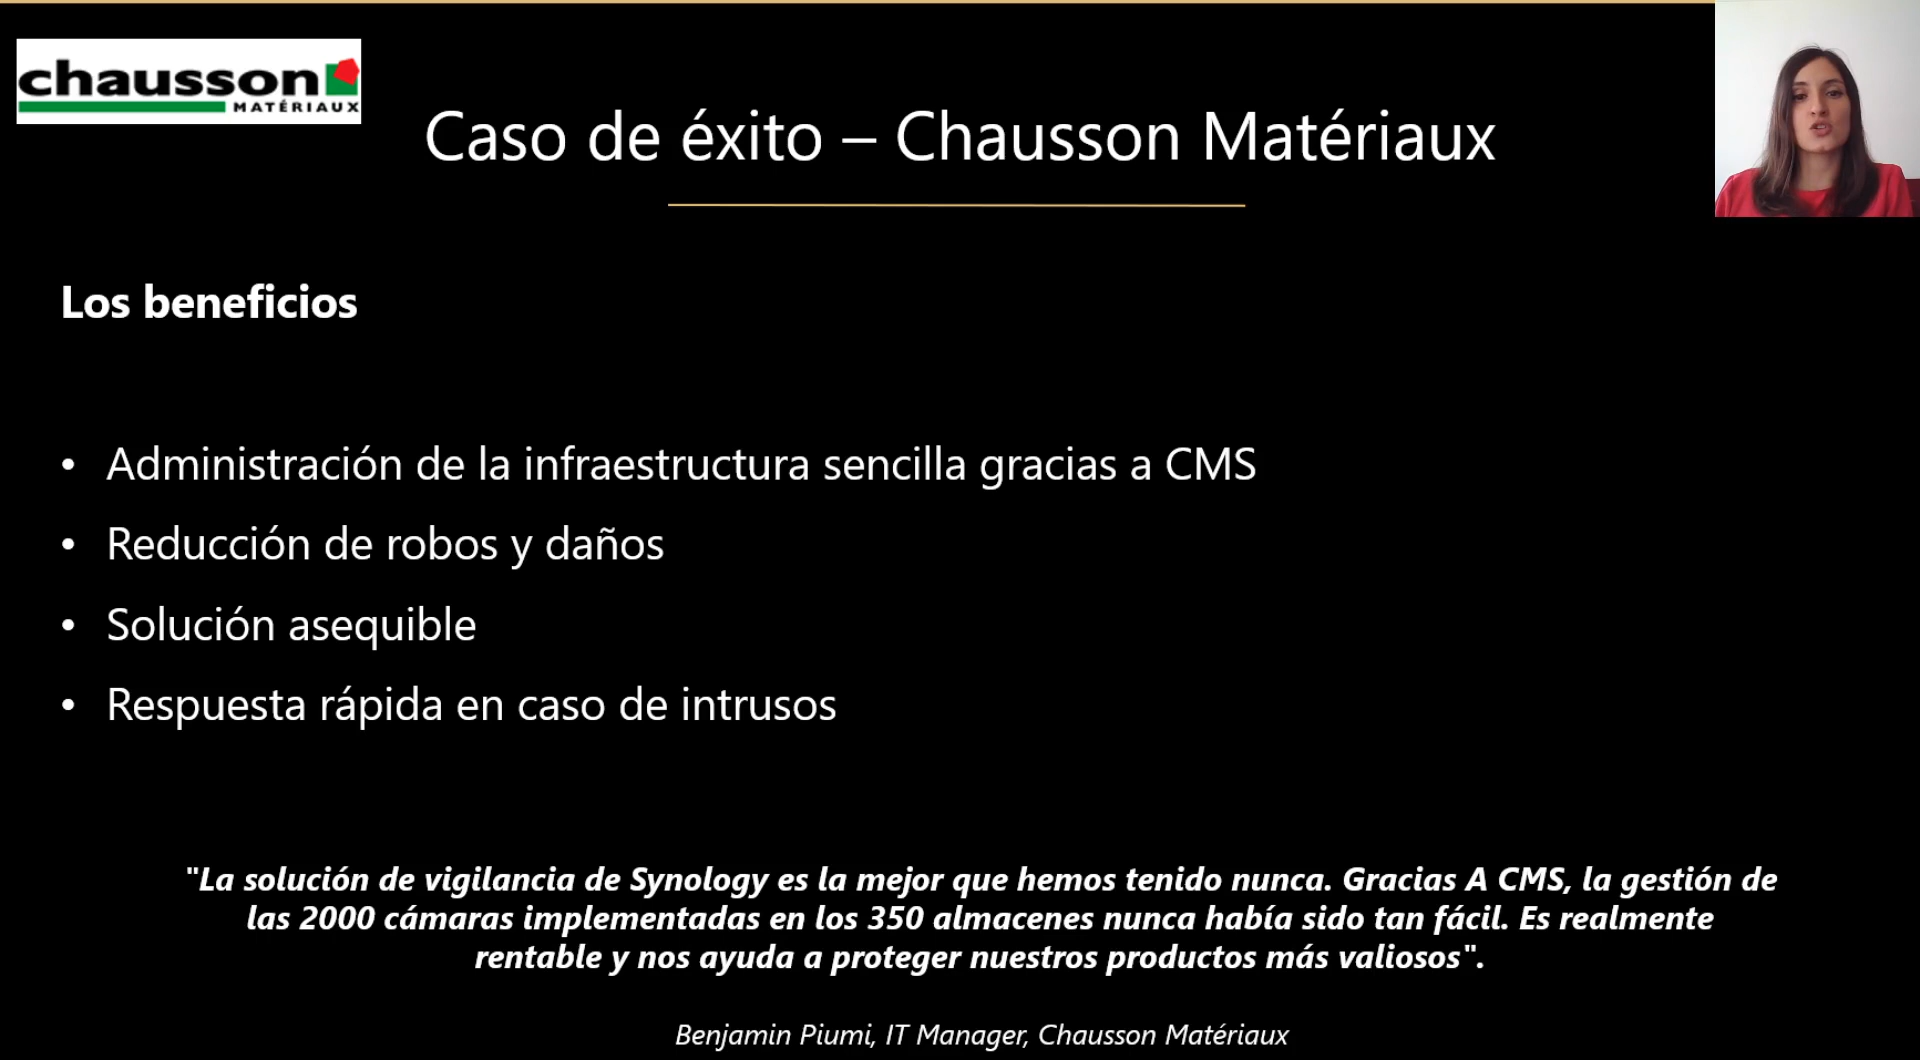 chausson
MATÉRIAUX
Caso de éxito – Chausson Matériaux
Los beneficios
• Administración de la infraestructura sencilla gracias a CMS
• Reducción de robos y daños
• Solución asequible
• Respuesta rápida en caso de intrusos
"La solución de vigilancia de Synology es la mejor que hemos tenido nunca. Gracias A CMS, la gestión de
las 2000 cámaras implementadas en los 350 almacenes nunca había sido tan fácil. Es realmente
rentable y nos ayuda a proteger nuestros productos más valiosos".
Benjamin Piumi, IT Manager, Chausson Matériaux